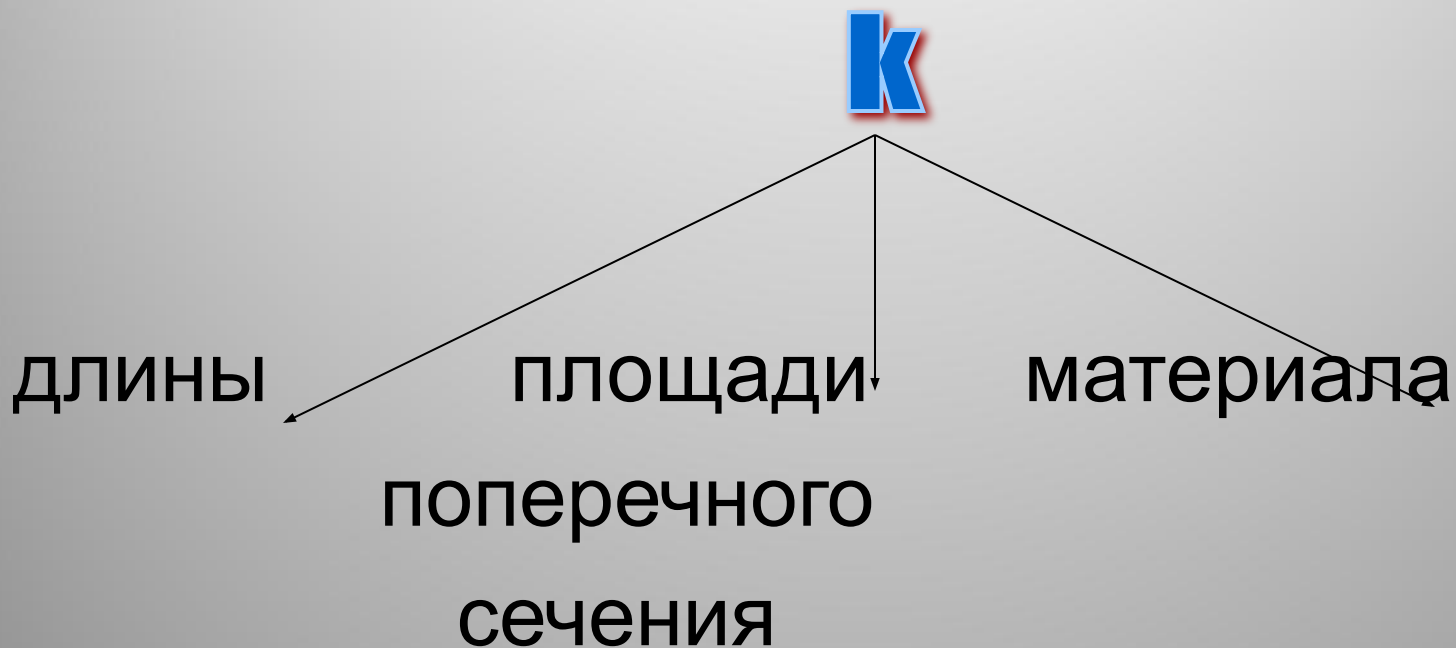 k
длины площади материала
поперечного
сечения